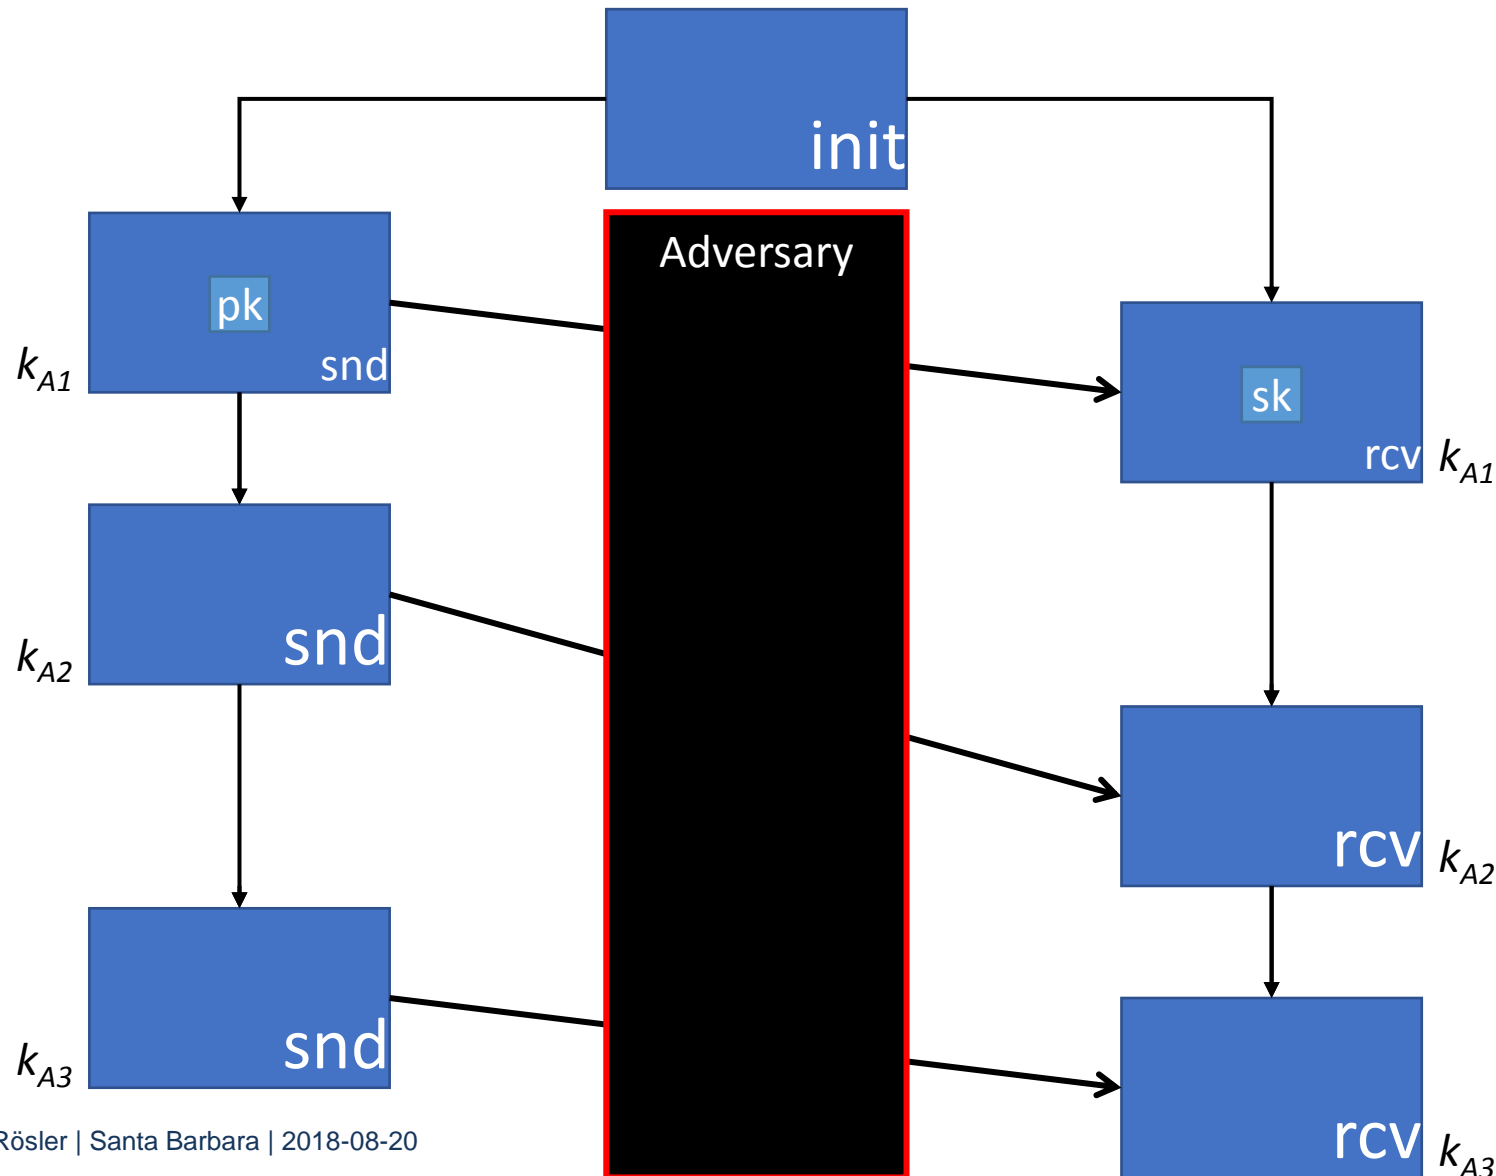 init
Adversary
pk
snd
k_A1
sk
rcv
k_A1
snd
k_A2
rcv
k_A2
snd
k_A3
rcv
k_A3
Rösler | Santa Barbara | 2018-08-20